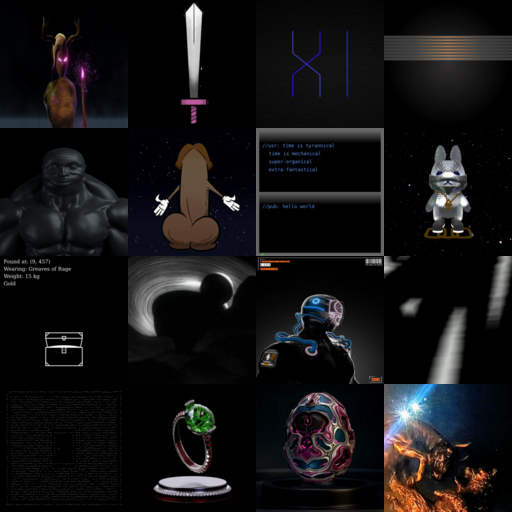 //usr: time is tyrannical
time is mechanical
super-organical
extra-fantastical
//pub: hello world
Found at: (9, 457)
Wearing: Greaves of Rage
Weight: 15 kg
Gold